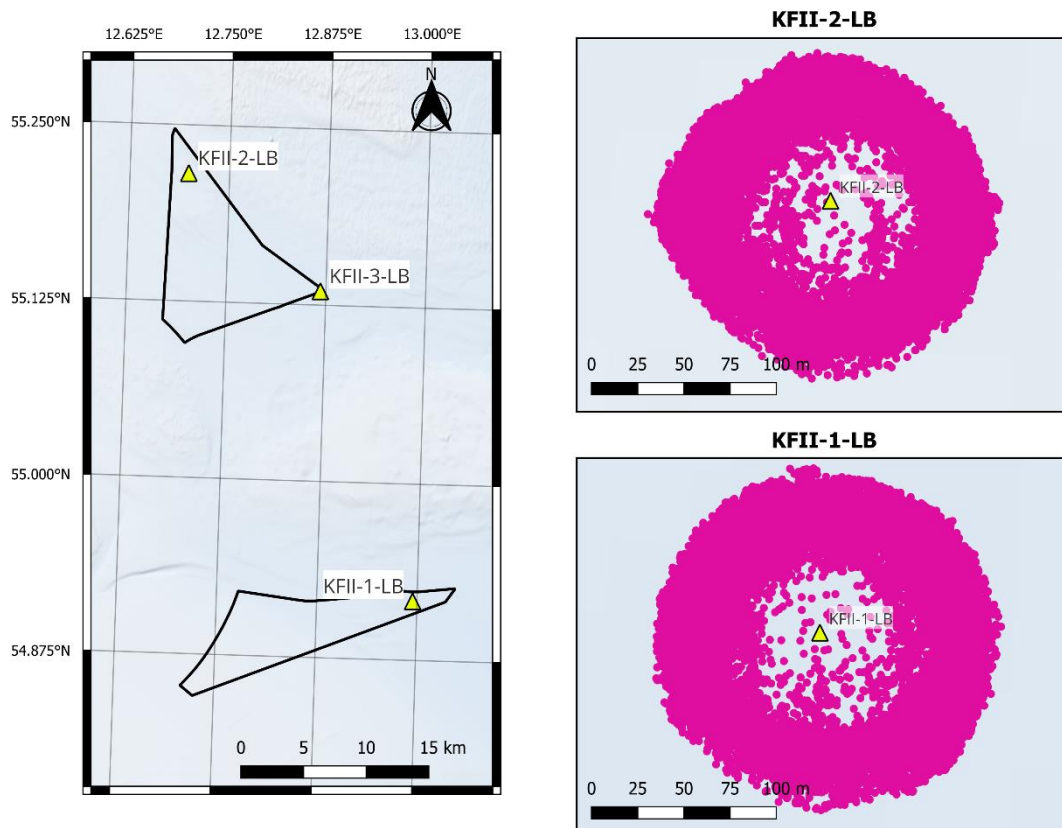 12.625°E 12.750°E 12.875°E 13.000°E
N
55.250°N
KFII-2-LB
KFII-3-LB
55.125°N
55.000°N
KFII-1-LB
54.875°N
0 5 10 15 km
KFII-2-LB
KFII-2-LB
0 25 50 75 100 m
KFII-1-LB
KFII-1-LB
0 25 50 75 100 m